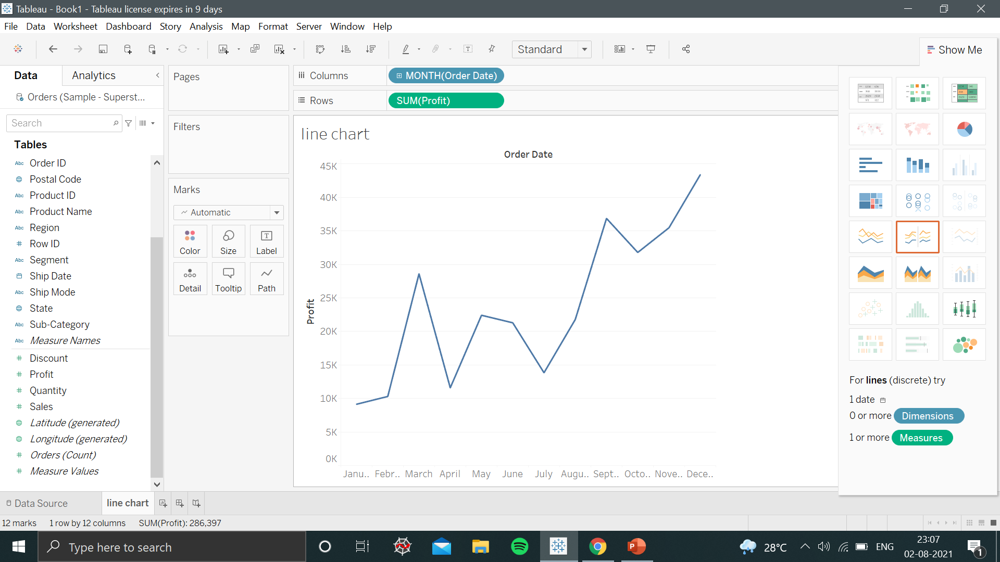 Tableau - Book1 - Tableau license expires in 9 days
File Data Worksheet Dashboard Story Analysis Map Format Server Window Help
Standard
Show Me
Data Analytics
Orders (Sample - Superst...
Search
Tables
Order ID
Postal Code
Product ID
Product Name
Region
Row ID
Segment
Ship Date
Ship Mode
State
Sub-Category
Measure Names
Discount
Profit
Quantity
Sales
Latitude (generated)
Longitude (generated)
Orders (Count)
Measure Values
Pages
Filters
Marks
Automatic
Color Size Label
Detail Tooltip Path
Columns MONTH(Order Date)
Rows SUM(Profit)
line chart
Order Date
45K
40K
35K
30K
25K
20K
15K
10K
5K
0K
Profit
Janu.. Febr.. March April May June July Augu.. Sept.. Octo.. Nove.. Dece..
For lines (discrete) try
1 date
0 or more Dimensions
1 or more Measures
Data Source line chart
12 marks 1 row by 12 columns SUM(Profit): 286,397
Type here to search
28°C ENG
23:07
02-08-2021
1